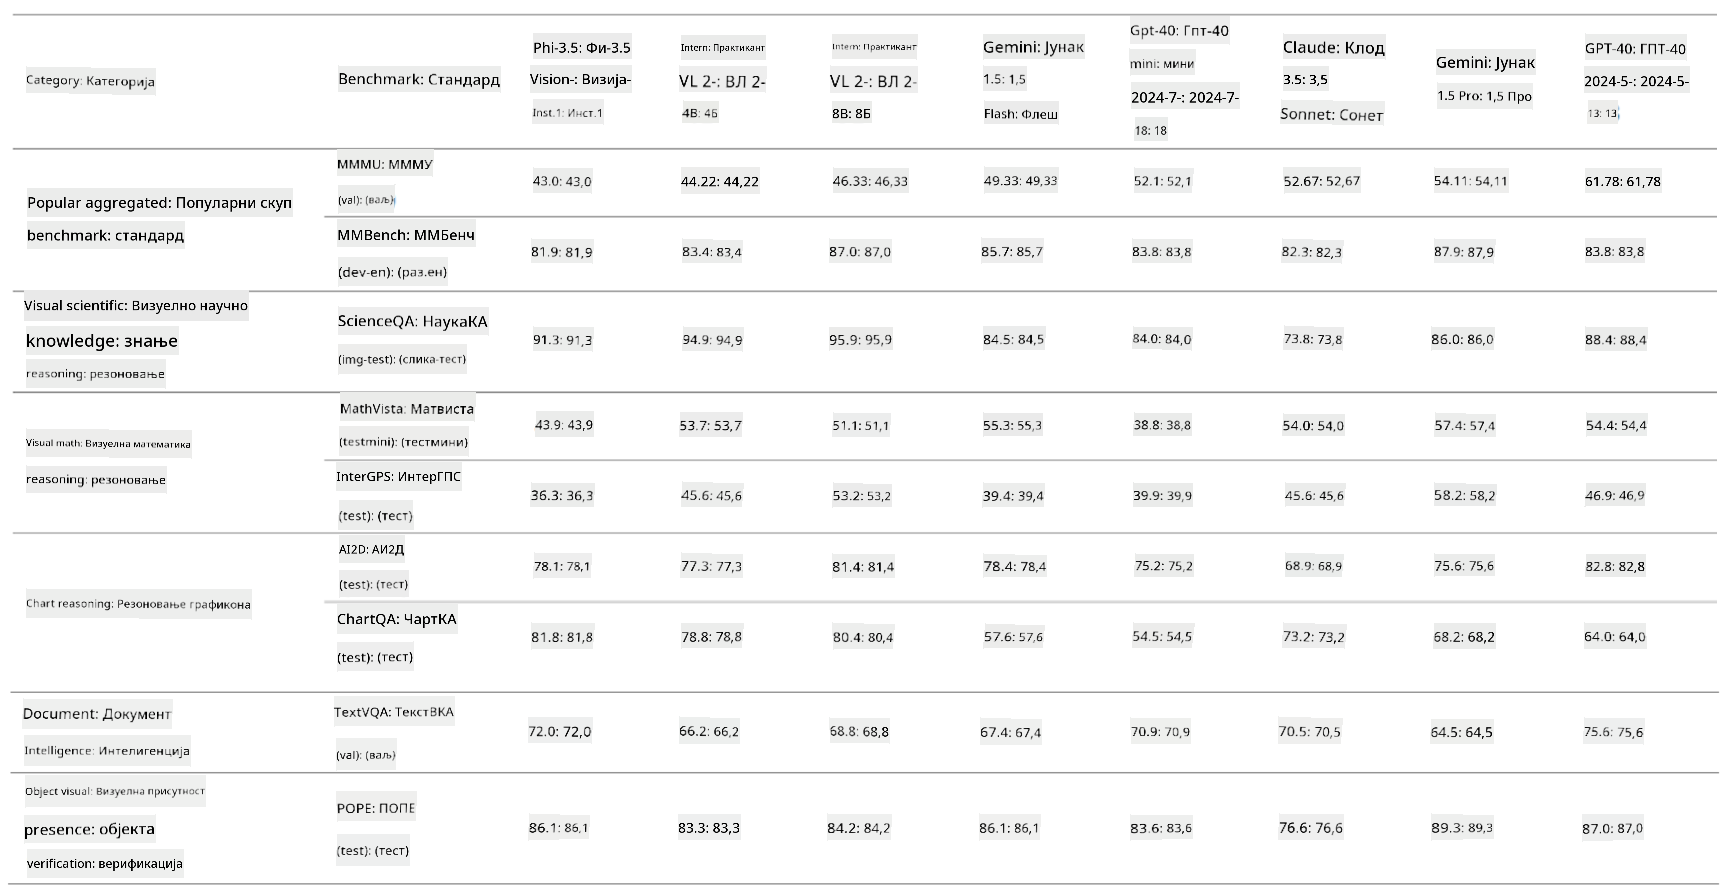 Category: Категорија
Benchmark: Стандард
Phi-3.5: Фи-3.5
Vision-: Визија-
Inst.1: Инст.1
Intern: Практикант
VL 2-: ВЛ 2-
4B: 4Б
Intern: Практикант
VL 2-: ВЛ 2-
8B: 8Б
Gemini: Јунак
1.5: 1,5
Flash: Флеш
Gpt-40: Гпт-40
mini: мини
2024-7-: 2024-7-
18: 18
Claude: Клод
3.5: 3,5
Sonnet: Сонет
Gemini: Јунак
1.5 Pro: 1,5 Про
GPT-40: ГПТ-40
2024-5-: 2024-5-
13: 13
Popular aggregated: Популарни скуп
benchmark: стандард
MMMU: МММУ
(val): (ваљ)
43.0: 43,0
44.22: 44,22
46.33: 46,33
49.33: 49,33
52.1: 52,1
52.67: 52,67
54.11: 54,11
61.78: 61,78
MMBench: ММБенч
(dev-en): (раз.ен)
81.9: 81,9
83.4: 83,4
87.0: 87,0
85.7: 85,7
83.8: 83,8
82.3: 82,3
87.9: 87,9
83.8: 83,8
Visual scientific: Визуелно научно
knowledge: знање
reasoning: резоновање
ScienceQA: НаукаКА
(img-test): (слика-тест)
91.3: 91,3
94.9: 94,9
95.9: 95,9
84.5: 84,5
84.0: 84,0
73.8: 73,8
86.0: 86,0
88.4: 88,4
Visual math: Визуелна математика
reasoning: резоновање
MathVista: Матвиста
(testmini): (тестмини)
43.9: 43,9
53.7: 53,7
51.1: 51,1
55.3: 55,3
38.8: 38,8
54.0: 54,0
57.4: 57,4
54.4: 54,4
InterGPS: ИнтерГПС
(test): (тест)
36.3: 36,3
45.6: 45,6
53.2: 53,2
39.4: 39,4
39.9: 39,9
45.6: 45,6
58.2: 58,2
46.9: 46,9
Chart reasoning: Резоновање графикона
AI2D: АИ2Д
(test): (тест)
78.1: 78,1
77.3: 77,3
81.4: 81,4
78.4: 78,4
75.2: 75,2
68.9: 68,9
75.6: 75,6
82.8: 82,8
ChartQA: ЧартКА
(test): (тест)
81.8: 81,8
78.8: 78,8
80.4: 80,4
57.6: 57,6
54.5: 54,5
73.2: 73,2
68.2: 68,2
64.0: 64,0
Document: Документ
Intelligence: Интелигенција
TextVQA: ТекстВКА
(val): (ваљ)
72.0: 72,0
66.2: 66,2
68.8: 68,8
67.4: 67,4
70.9: 70,9
70.5: 70,5
64.5: 64,5
75.6: 75,6
Object visual: Визуелна присутност
presence: објекта
verification: верификација
POPE: ПОПЕ
(test): (тест)
86.1: 86,1
83.3: 83,3
84.2: 84,2
86.1: 86,1
83.6: 83,6
76.6: 76,6
89.3: 89,3
87.0: 87,0